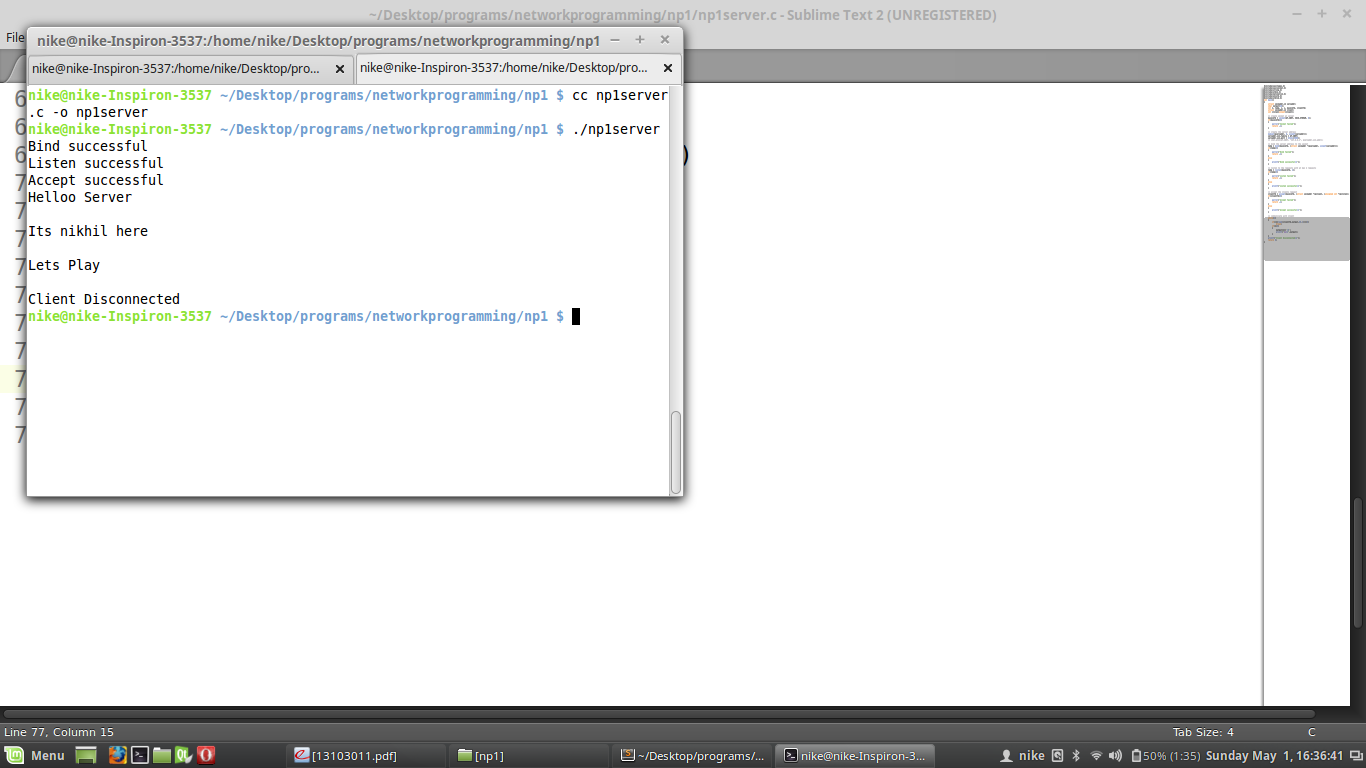 ~/Desktop/programs/networkprogramming/np1/np1server.c - Sublime Text 2 (UNREGISTERED)
File
nike@nike-Inspiron-3537:/home/nike/Desktop/programs/networkprogramming/np1
nike@nike-Inspiron-3537:/home/nike/Desktop/pro...
nike@nike-Inspiron-3537:/home/nike/Desktop/pro...
nike@nike-Inspiron-3537 ~/Desktop/programs/networkprogramming/np1 $ cc np1server
.c -o np1server
nike@nike-Inspiron-3537 ~/Desktop/programs/networkprogramming/np1 $ ./np1server
Bind successful
Listen successful
Accept successful
Helloo Server
Its nikhil here
Lets Play
Client Disconnected
nike@nike-Inspiron-3537 ~/Desktop/programs/networkprogramming/np1 $
)
Line 77, Column 15
Tab Size: 4
C
Menu
[13103011.pdf]
[np1]
~/Desktop/programs/...
nike@nike-Inspiron-3...
nike
50% (1:35)
Sunday May 1, 16:36:41